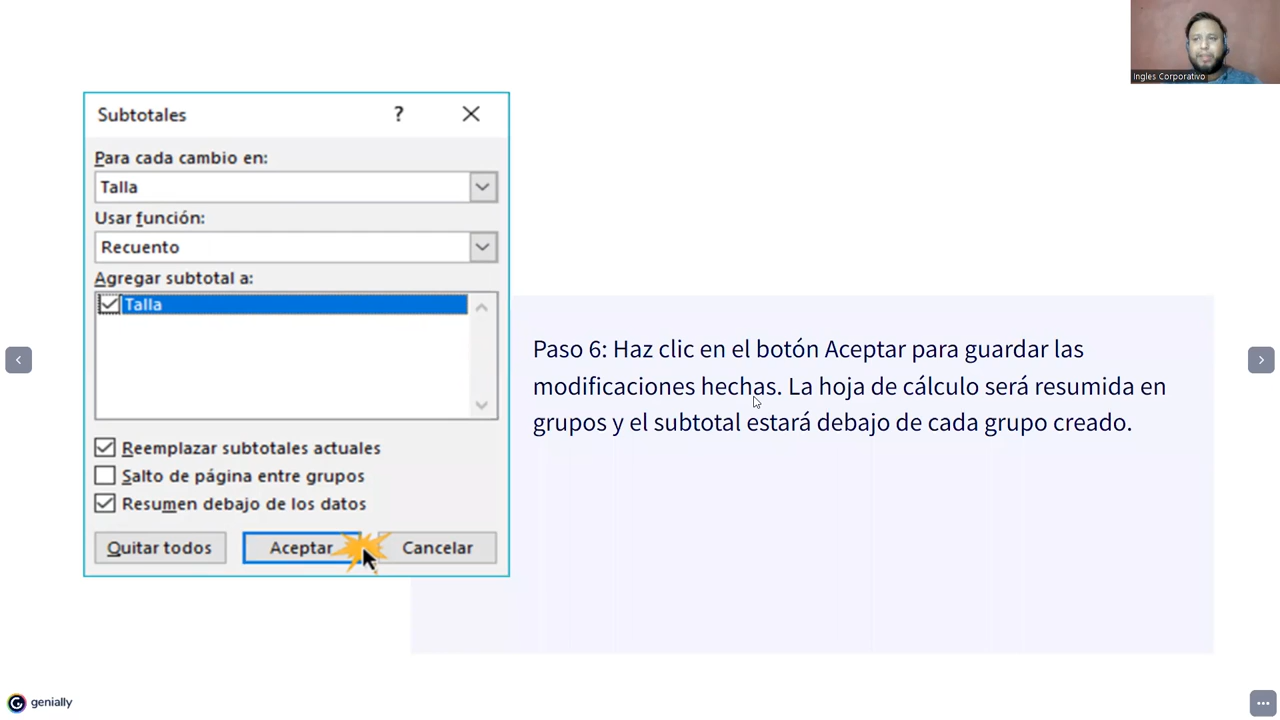 Ingles Corporativo
Subtotales
?
Para cada cambio en:
Talla
Usar función:
Recuento
Agregar subtotal a:
Talla
Reemplazar subtotales actuales
Salto de página entre grupos
Resumen debajo de los datos
Quitar todos
Aceptar
Cancelar
Paso 6: Haz clic en el botón Aceptar para guardar las
modificaciones hechas. La hoja de cálculo será resumida en
grupos y el subtotal estará debajo de cada grupo creado.
genially